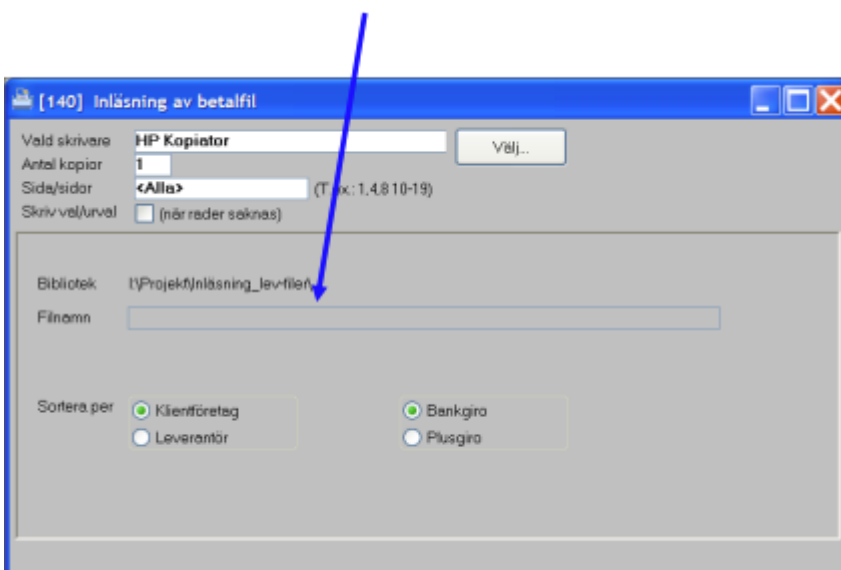 [140] Inläsning av betalfil
Vald skrivare HP Kopiator Välj...
Antal kopior 1
Sida/sidor <Alla> (T ex.: 1,4,8 10-19)
Skriv val/urval (när rader saknas)
Bibliotek I:\Projekt\Inläsning_lev-filer\
Filnamn
Sortera per Klientföretag Bankgiro
Leverantör Plusgiro